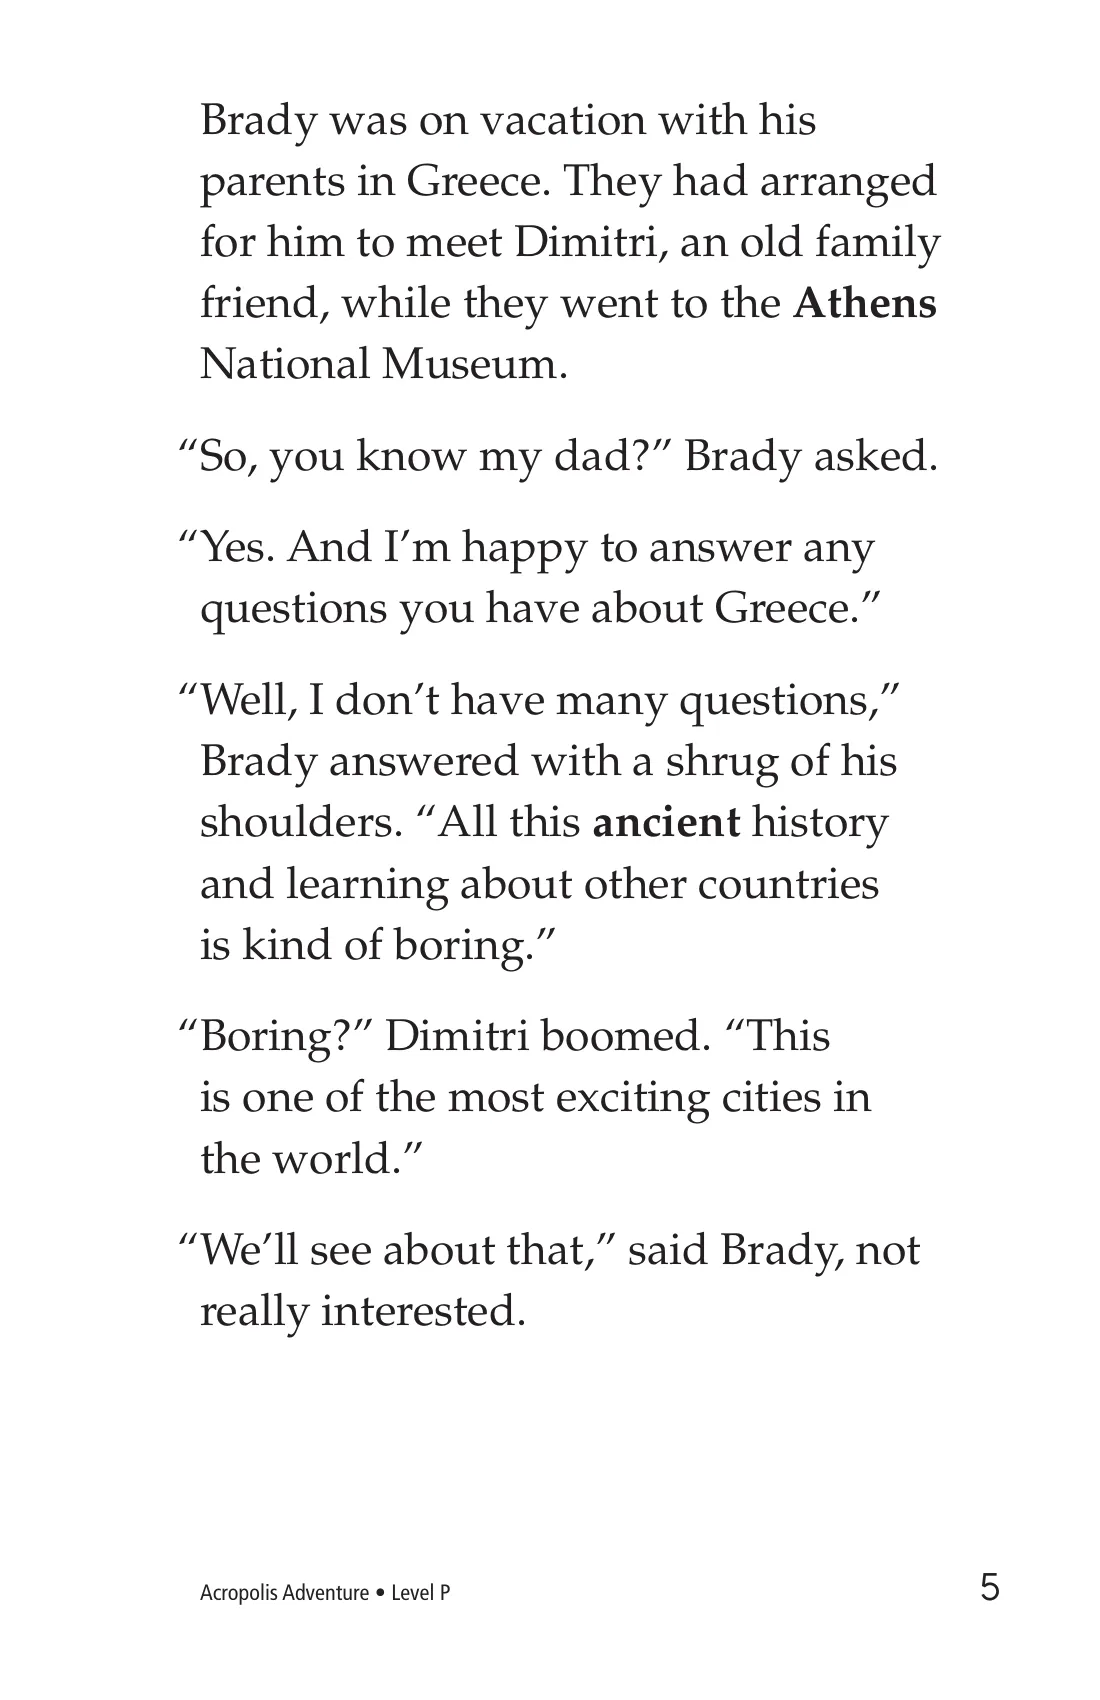 Brady was on vacation with his
parents in Greece. They had arranged
for him to meet Dimitri, an old family
friend, while they went to the Athens
National Museum.
“So, you know my dad?” Brady asked.
“Yes. And I’m happy to answer any
questions you have about Greece.”
“Well, I don’t have many questions,”
Brady answered with a shrug of his
shoulders. “All this ancient history
and learning about other countries
is kind of boring.”
“Boring?” Dimitri boomed. “This
is one of the most exciting cities in
the world.”
“We’ll see about that,” said Brady, not
really interested.
Acropolis Adventure • Level P 5